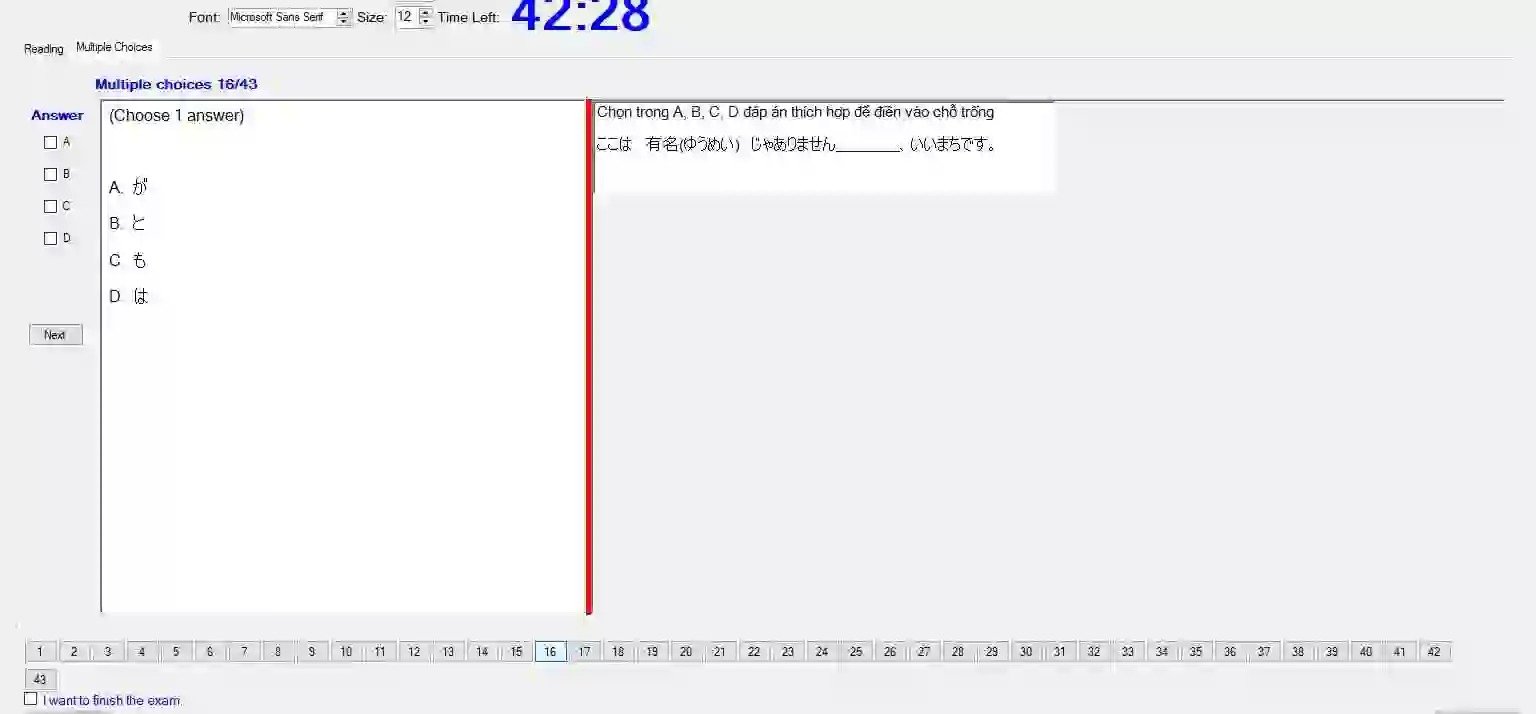 Font: Microsoft Sans Serif Size: 12 Time Left: 42:28
Reading Multiple Choices
Multiple choices 16/43
Answer
A
B
C
D
Next
(Choose 1 answer)
A. が
B. と
C も
D. は
Chọn trong A, B, C, D đáp án thích hợp để điền vào chỗ trống
ここは 有名(ゆうめい) じゃありません________、いいまちです。
1 2 3 4 5 6 7 8 9 10 11 12 13 14 15 16 17 18 19 20 21 22 23 24 25 26 27 28 29 30 31 32 33 34 35 36 37 38 39 40 41 42
43
I want to finish the exam.